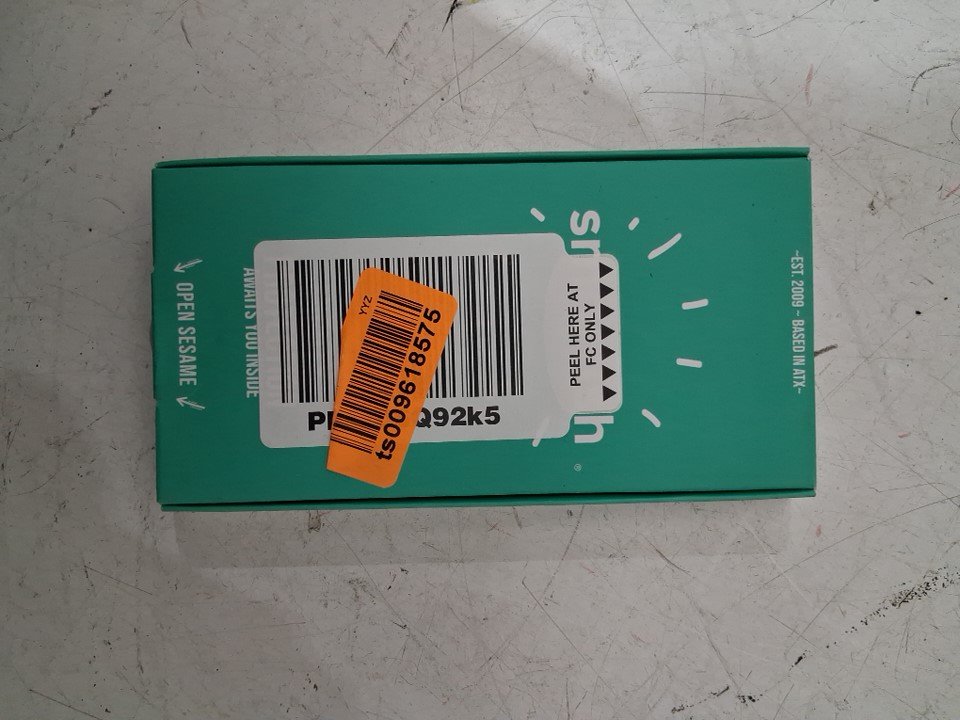 ~EST. 2009 ~ BASED IN ATX~
®
PEEL HERE AT
FC ONLY
Q92k5
YYZ
ts009618575
AWAITS YOU INSIDE
OPEN SESAME